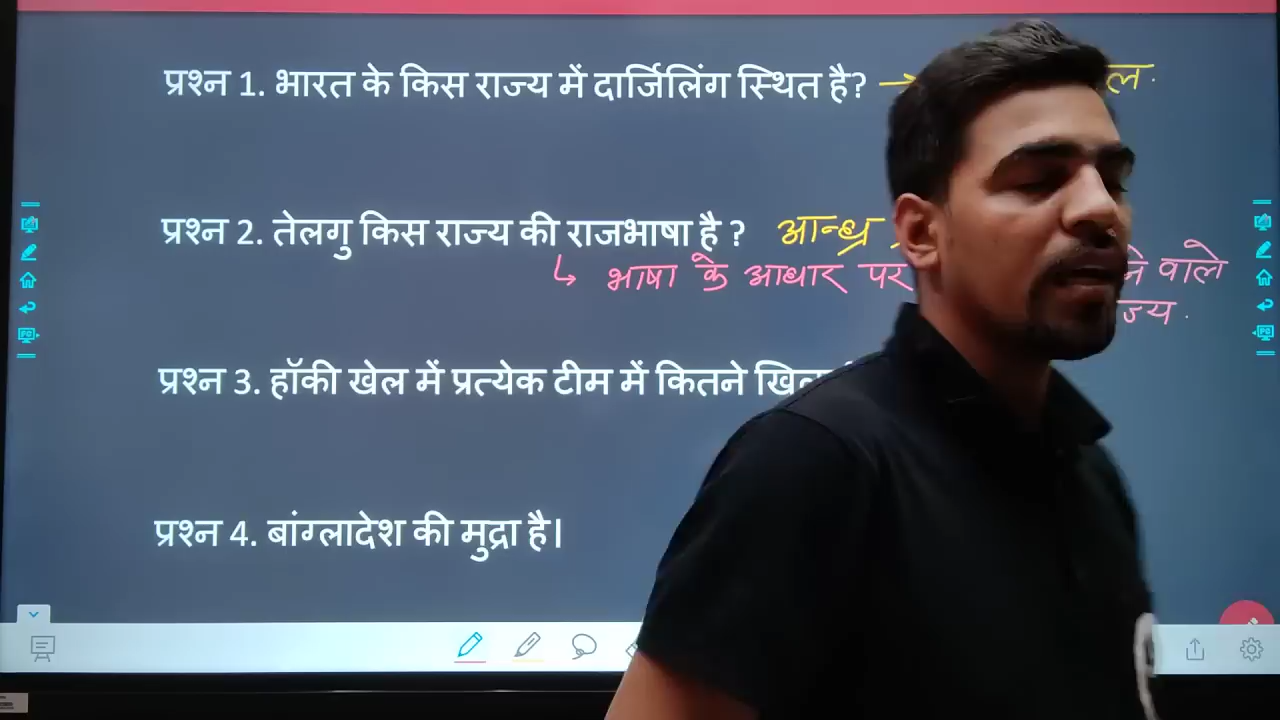 प्रश्न 1. भारत के किस राज्य में दार्जिलिंग स्थित है? →
प्रश्न 2. तेलगु किस राज्य की राजभाषा है ? आन्ध्र
↳ भाषा के आधार पर वाले
प्रश्न 3. हॉकी खेल में प्रत्येक टीम में कितने
प्रश्न 4. बांग्लादेश की मुद्रा है।